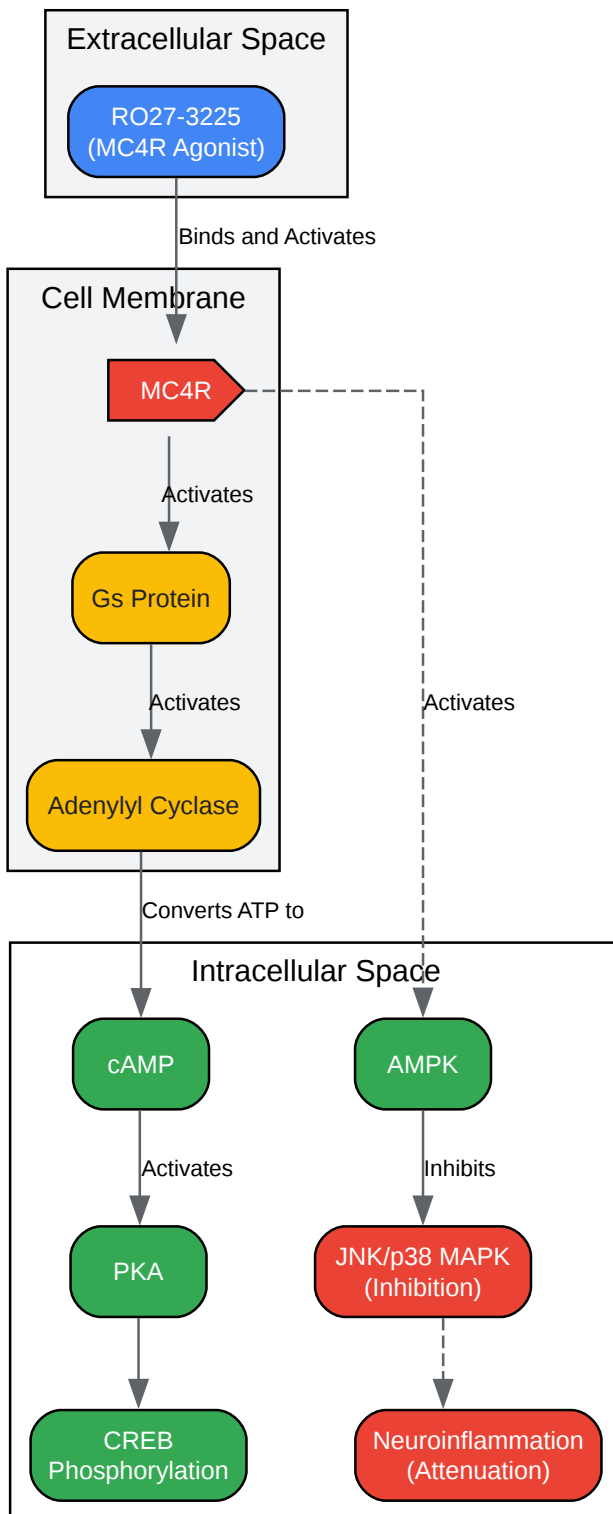 Extracellular Space
RO27-3225
(MC4R Agonist)
Binds and Activates
Cell Membrane
MC4R
Activates
Gs Protein
Activates
Activates
Adenylyl Cyclase
Converts ATP to
Intracellular Space
cAMP
AMPK
Activates
Inhibits
PKA
JNK/p38 MAPK
(Inhibition)
CREB
Phosphorylation
Neuroinflammation
(Attenuation)